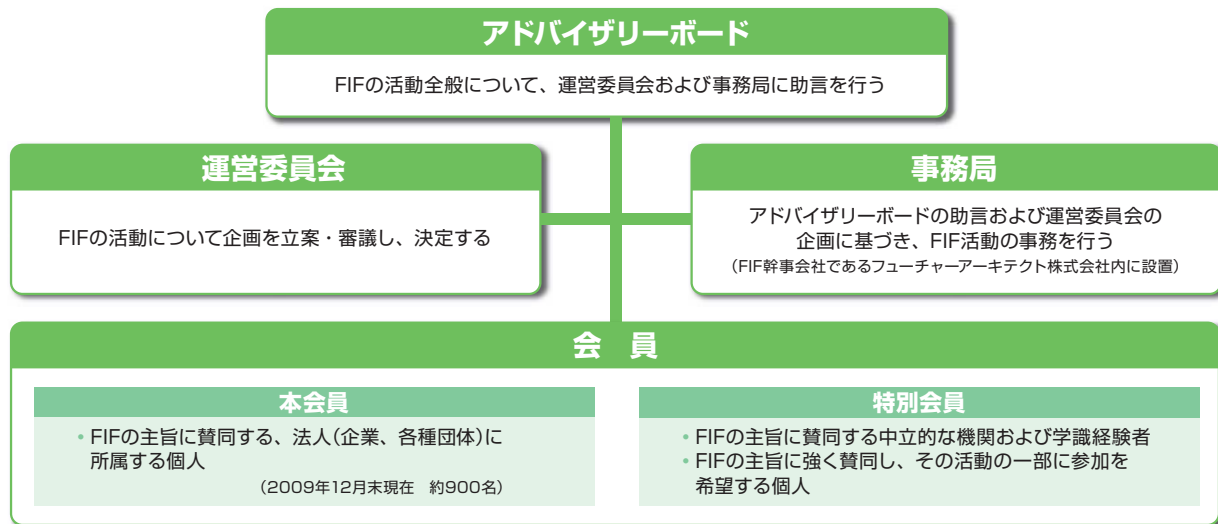 アドバイザリーボード
FIFの活動全般について、運営委員会および事務局に助言を行う
運営委員会
FIFの活動について企画を立案・審議し、決定する
事務局
アドバイザリーボードの助言および運営委員会の
企画に基づき、FIF活動の事務を行う
（FIF幹事会社であるフューチャーアーキテクト株式会社内に設置）
会　員
本会員
・FIFの主旨に賛同する、法人（企業、各種団体）に
所属する個人
（2009年12月末現在　約900名）
特別会員
・FIFの主旨に賛同する中立的な機関および学識経験者
・FIFの主旨に強く賛同し、その活動の一部に参加を
希望する個人